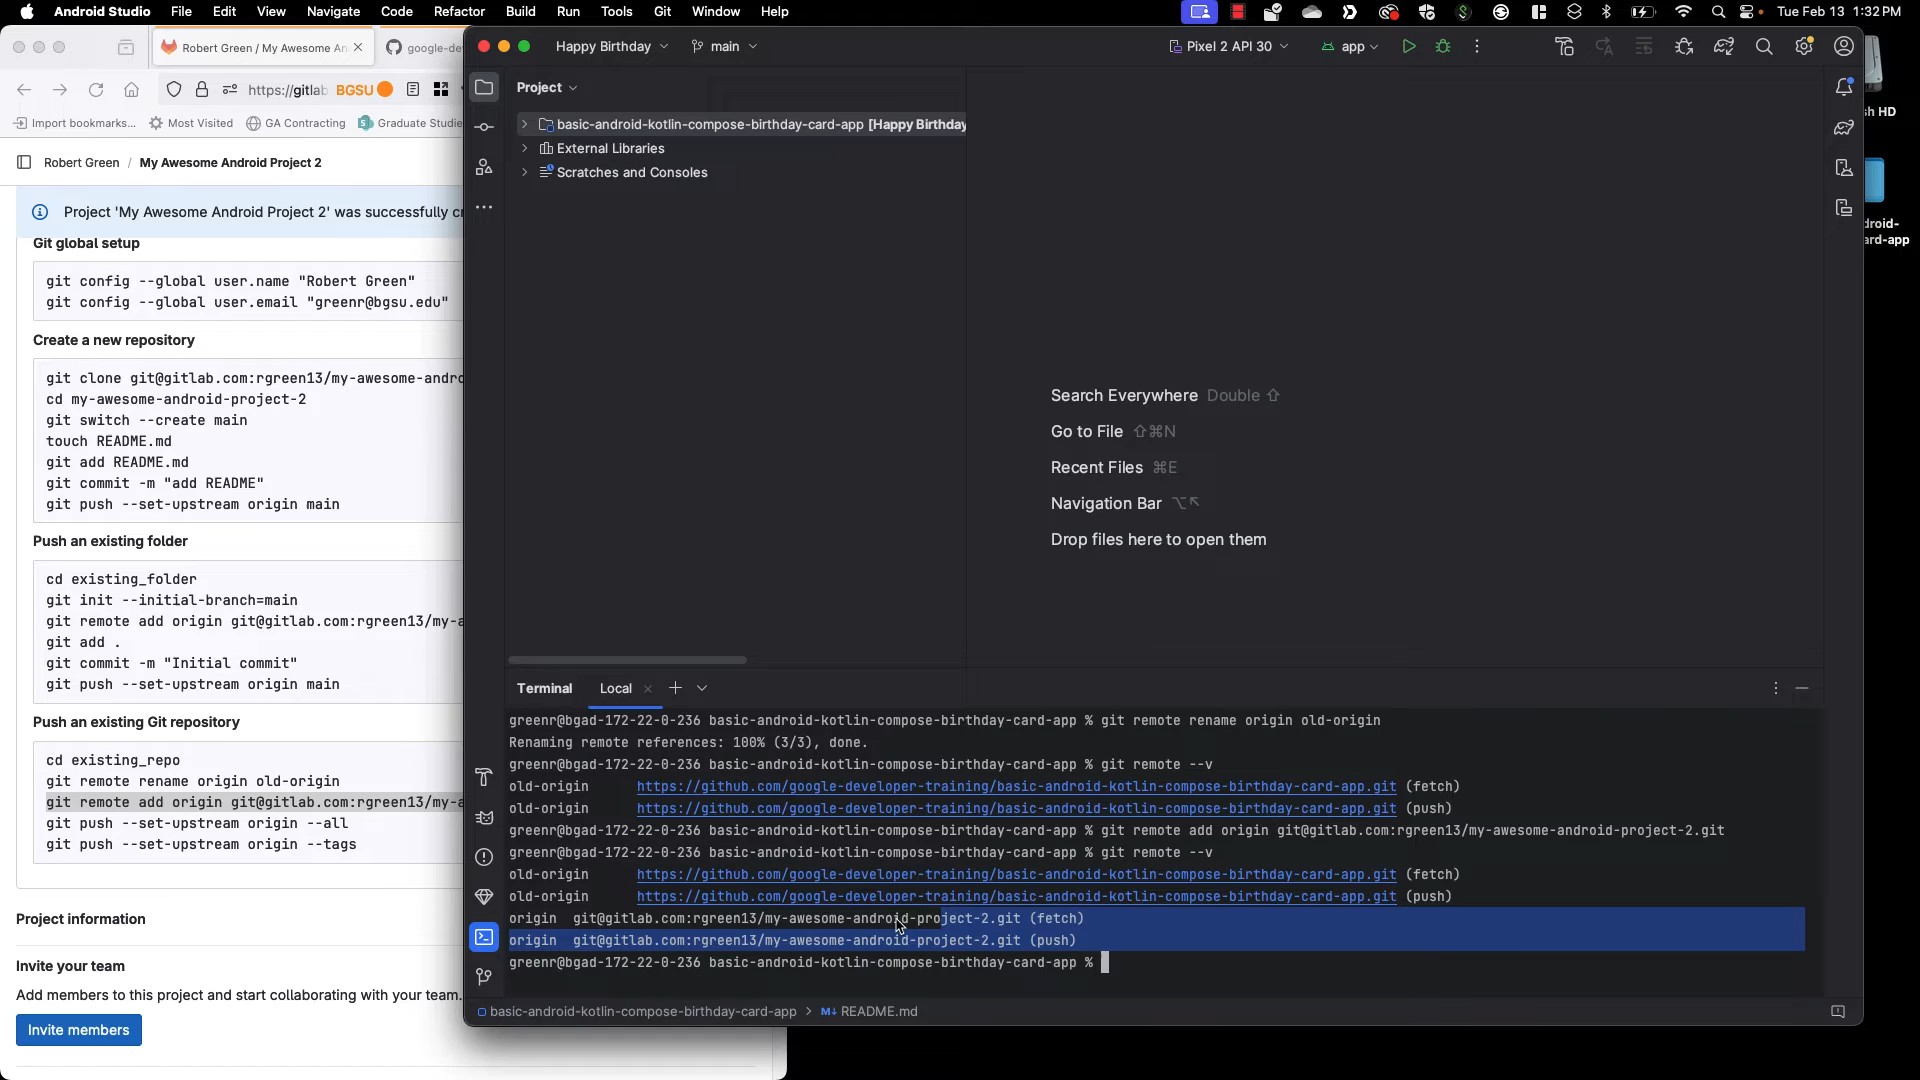 Android Studio File Edit View Navigate Code Refactor Build Run Tools Git Window Help Tue Feb 13 1:32 PM
Robert Green / My Awesome An
google-de
Happy Birthday main Pixel 2 API 30 app
https://gitlab BGSU
Import bookmarks... Most Visited GA Contracting Graduate Studie
Robert Green / My Awesome Android Project 2
Project 'My Awesome Android Project 2' was successfully cr
Git global setup
git config --global user.name "Robert Green"
git config --global user.email "greenr@bgsu.edu"
Create a new repository
git clone git@gitlab.com:rgreen13/my-awesome-andro
cd my-awesome-android-project-2
git switch --create main
touch README.md
git add README.md
git commit -m "add README"
git push --set-upstream origin main
Push an existing folder
cd existing_folder
git init --initial-branch=main
git remote add origin git@gitlab.com:rgreen13/my-a
git add .
git commit -m "Initial commit"
git push --set-upstream origin main
Push an existing Git repository
cd existing_repo
git remote rename origin old-origin
git remote add origin git@gitlab.com:rgreen13/my-a
git push --set-upstream origin --all
git push --set-upstream origin --tags
Project information
Invite your team
Add members to this project and start collaborating with your team.
Invite members
Project
basic-android-kotlin-compose-birthday-card-app [Happy Birthday
External Libraries
Scratches and Consoles
Search Everywhere Double ⇧
Go to File ⇧⌘N
Recent Files ⌘E
Navigation Bar ⌥↖
Drop files here to open them
Terminal Local
greenr@bgad-172-22-0-236 basic-android-kotlin-compose-birthday-card-app % git remote rename origin old-origin
Renaming remote references: 100% (3/3), done.
greenr@bgad-172-22-0-236 basic-android-kotlin-compose-birthday-card-app % git remote --v
old-origin https://github.com/google-developer-training/basic-android-kotlin-compose-birthday-card-app.git (fetch)
old-origin https://github.com/google-developer-training/basic-android-kotlin-compose-birthday-card-app.git (push)
greenr@bgad-172-22-0-236 basic-android-kotlin-compose-birthday-card-app % git remote add origin git@gitlab.com:rgreen13/my-awesome-android-project-2.git
greenr@bgad-172-22-0-236 basic-android-kotlin-compose-birthday-card-app % git remote --v
old-origin https://github.com/google-developer-training/basic-android-kotlin-compose-birthday-card-app.git (fetch)
old-origin https://github.com/google-developer-training/basic-android-kotlin-compose-birthday-card-app.git (push)
origin git@gitlab.com:rgreen13/my-awesome-android-project-2.git (fetch)
origin git@gitlab.com:rgreen13/my-awesome-android-project-2.git (push)
greenr@bgad-172-22-0-236 basic-android-kotlin-compose-birthday-card-app %
basic-android-kotlin-compose-birthday-card-app > M↓ README.md
sh HD
droid-
ard-app